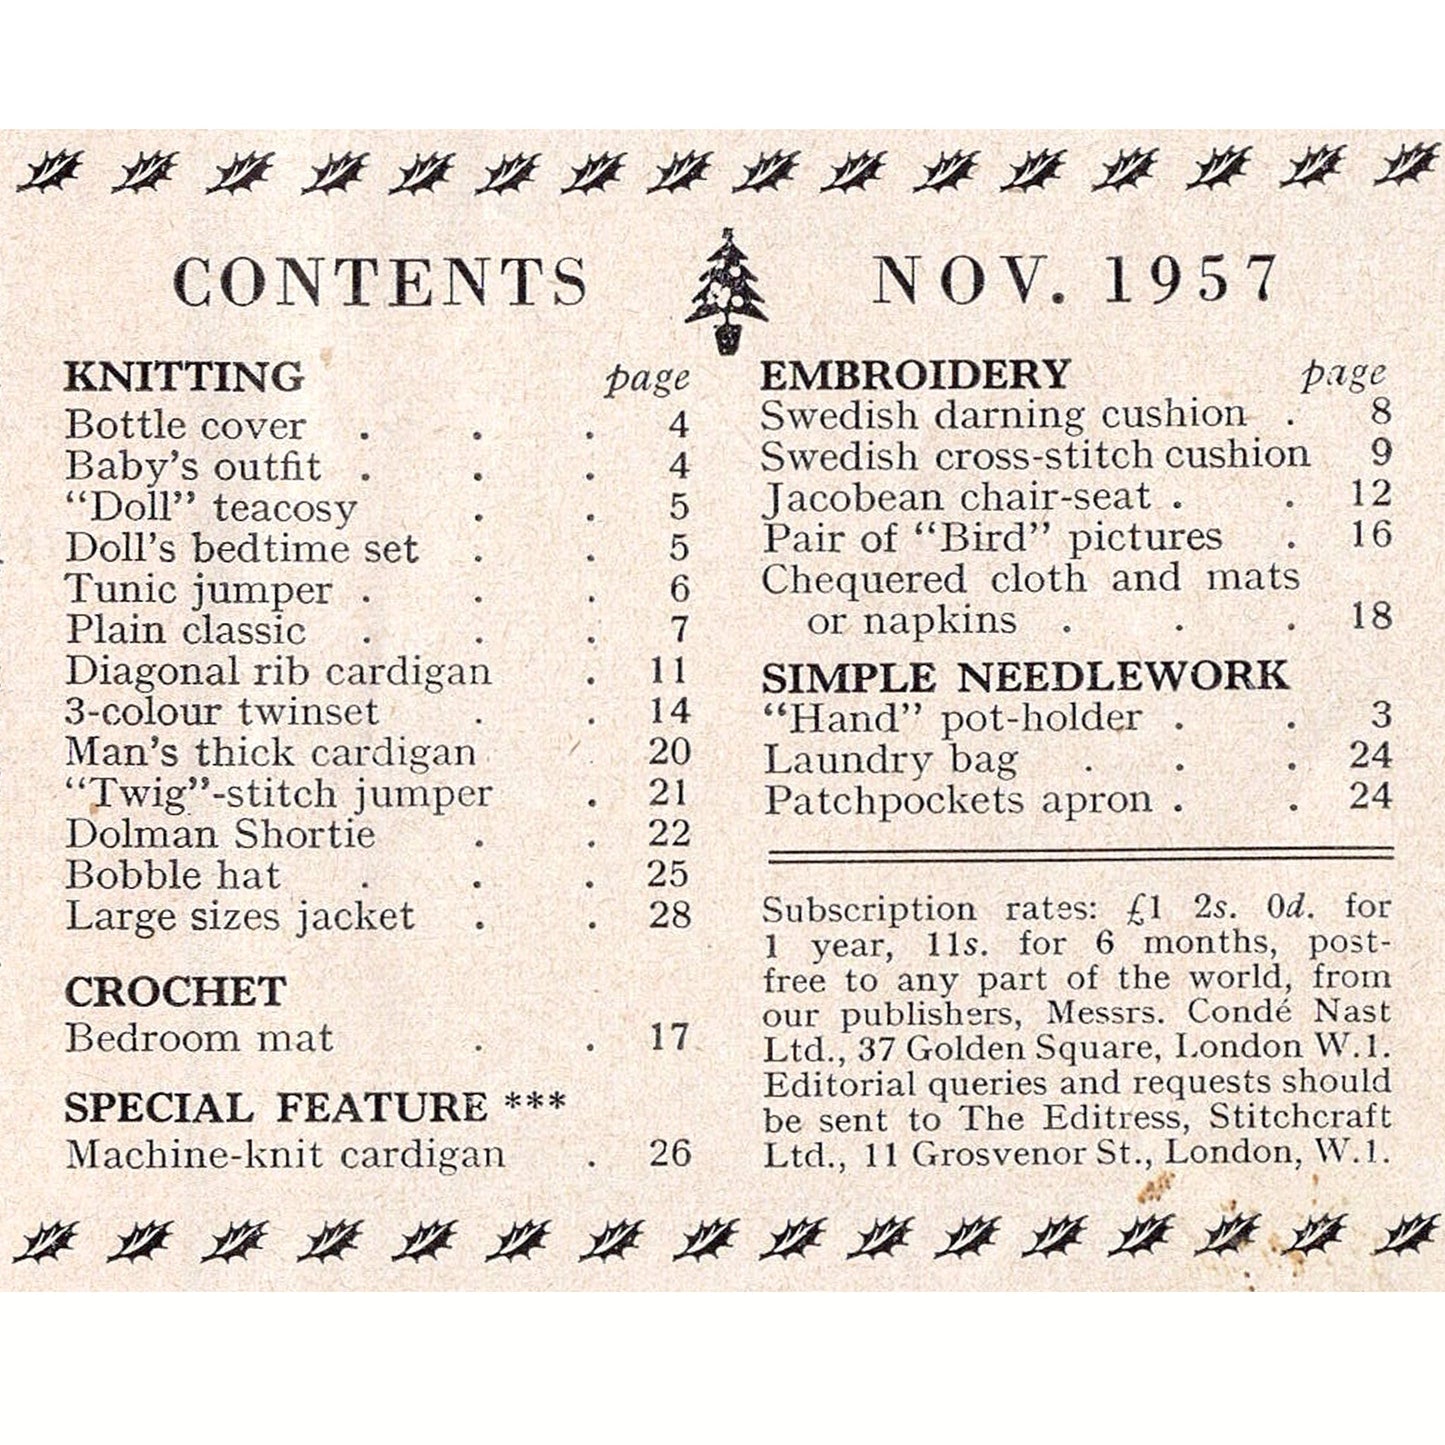 CONTENTS NOV. 1957
KNITTING page
Bottle cover . . . 4
Baby's outfit . . . 4
"Doll" teacosy . . 5
Doll's bedtime set . . 5
Tunic jumper . . . 6
Plain classic . . . 7
Diagonal rib cardigan . 11
3-colour twinset . . 14
Man's thick cardigan 20
"Twig"-stitch jumper . 21
Dolman Shortie . . 22
Bobble hat . . . 25
Large sizes jacket . . 28
CROCHET
Bedroom mat . . 17
SPECIAL FEATURE ***
Machine-knit cardigan . 26
EMBROIDERY page
Swedish darning cushion . 8
Swedish cross-stitch cushion 9
Jacobean chair-seat . . 12
Pair of "Bird" pictures . 16
Chequered cloth and mats
or napkins . . . 18
SIMPLE NEEDLEWORK
"Hand" pot-holder . . 3
Laundry bag . . . 24
Patchpockets apron . . 24
Subscription rates: £1 2s. 0d. for
1 year, 11s. for 6 months, post-
free to any part of the world, from
our publishers, Messrs. Condé Nast
Ltd., 37 Golden Square, London W.1.
Editorial queries and requests should
be sent to The Editress, Stitchcraft
Ltd., 11 Grosvenor St., London, W.1.